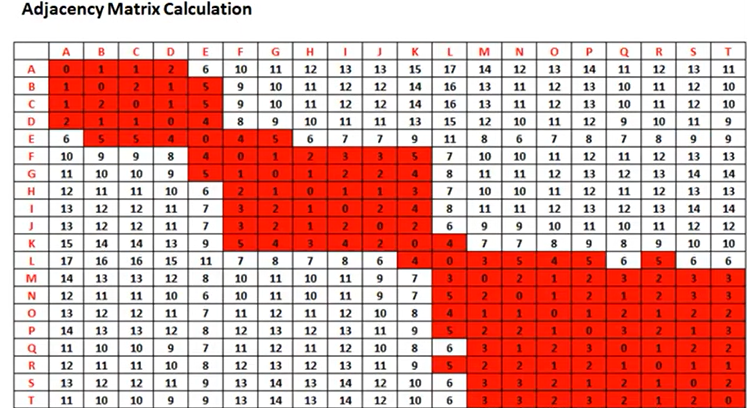 Adjacency Matrix Calculation
A B C D E F G H I J K L M N O P Q R S T
A 0 1 1 2 6 10 11 12 13 13 15 17 14 12 13 14 11 12 13 11
B 1 0 2 1 5 9 10 11 12 12 14 16 13 11 12 13 10 11 12 10
C 1 2 0 1 5 9 10 11 12 12 14 16 13 11 12 13 10 11 12 10
D 2 1 1 0 4 8 9 10 11 11 13 15 12 10 11 12 9 10 11 9
E 6 5 5 4 0 4 5 6 7 7 9 11 8 6 7 8 7 8 9 9
F 10 9 9 8 4 0 1 2 3 3 5 7 10 10 11 12 11 12 13 13
G 11 10 10 9 5 1 0 1 2 2 4 8 11 11 12 13 12 13 14 14
H 12 11 11 10 6 2 1 0 1 1 3 7 10 10 11 12 11 12 13 13
I 13 12 12 11 7 3 2 1 0 2 4 8 11 11 12 13 12 13 14 14
J 13 12 12 11 7 3 2 1 2 0 2 6 9 9 10 11 10 11 12 12
K 15 14 14 13 9 5 4 3 4 2 0 4 7 7 8 9 8 9 10 10
L 17 16 16 15 11 7 8 7 8 6 4 0 3 5 4 5 6 5 6 6
M 14 13 13 12 8 10 11 10 11 9 7 3 0 2 1 2 3 2 3 3
N 12 11 11 10 6 10 11 10 11 9 7 5 2 0 1 2 1 2 3 3
O 13 12 12 11 7 11 12 11 12 10 8 4 1 1 0 1 2 1 2 2
P 14 13 13 12 8 12 13 12 13 11 9 5 2 2 1 0 3 2 1 3
Q 11 10 10 9 7 11 12 11 12 10 8 6 3 1 2 3 0 1 2 2
R 12 11 11 10 8 12 13 12 13 11 9 5 2 2 1 2 1 0 1 1
S 13 12 12 11 9 13 14 13 14 12 10 6 3 3 2 1 2 1 0 2
T 11 10 10 9 9 13 14 13 14 12 10 6 3 3 2 3 2 1 2 0